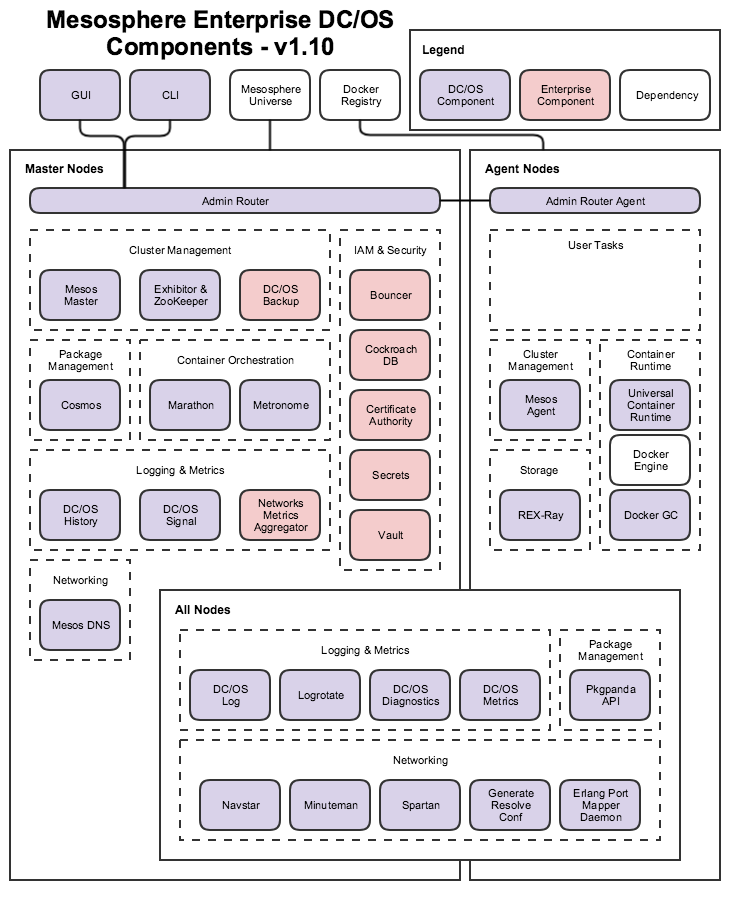 Mesosphere Enterprise DC/OS
Components - v1.10
Legend
DC/OS
Component
Enterprise
Component
Dependency
GUI
CLI
Mesosphere
Universe
Docker
Registry
Master Nodes
Admin Router
Cluster Management
Mesos
Master
Exhibitor &
ZooKeeper
DC/OS
Backup
IAM & Security
Bouncer
Cockroach
DB
Certificate
Authority
Secrets
Vault
Package
Management
Cosmos
Container Orchestration
Marathon
Metronome
Logging & Metrics
DC/OS
History
DC/OS
Signal
Networks
Metrics
Aggregator
Networking
Mesos DNS
Agent Nodes
Admin Router Agent
User Tasks
Cluster
Management
Mesos
Agent
Container
Runtime
Universal
Container
Runtime
Docker
Engine
Docker GC
Storage
REX-Ray
All Nodes
Logging & Metrics
DC/OS
Log
Logrotate
DC/OS
Diagnostics
DC/OS
Metrics
Package
Management
Pkgpanda
API
Networking
Navstar
Minuteman
Spartan
Generate
Resolve
Conf
Erlang Port
Mapper
Daemon